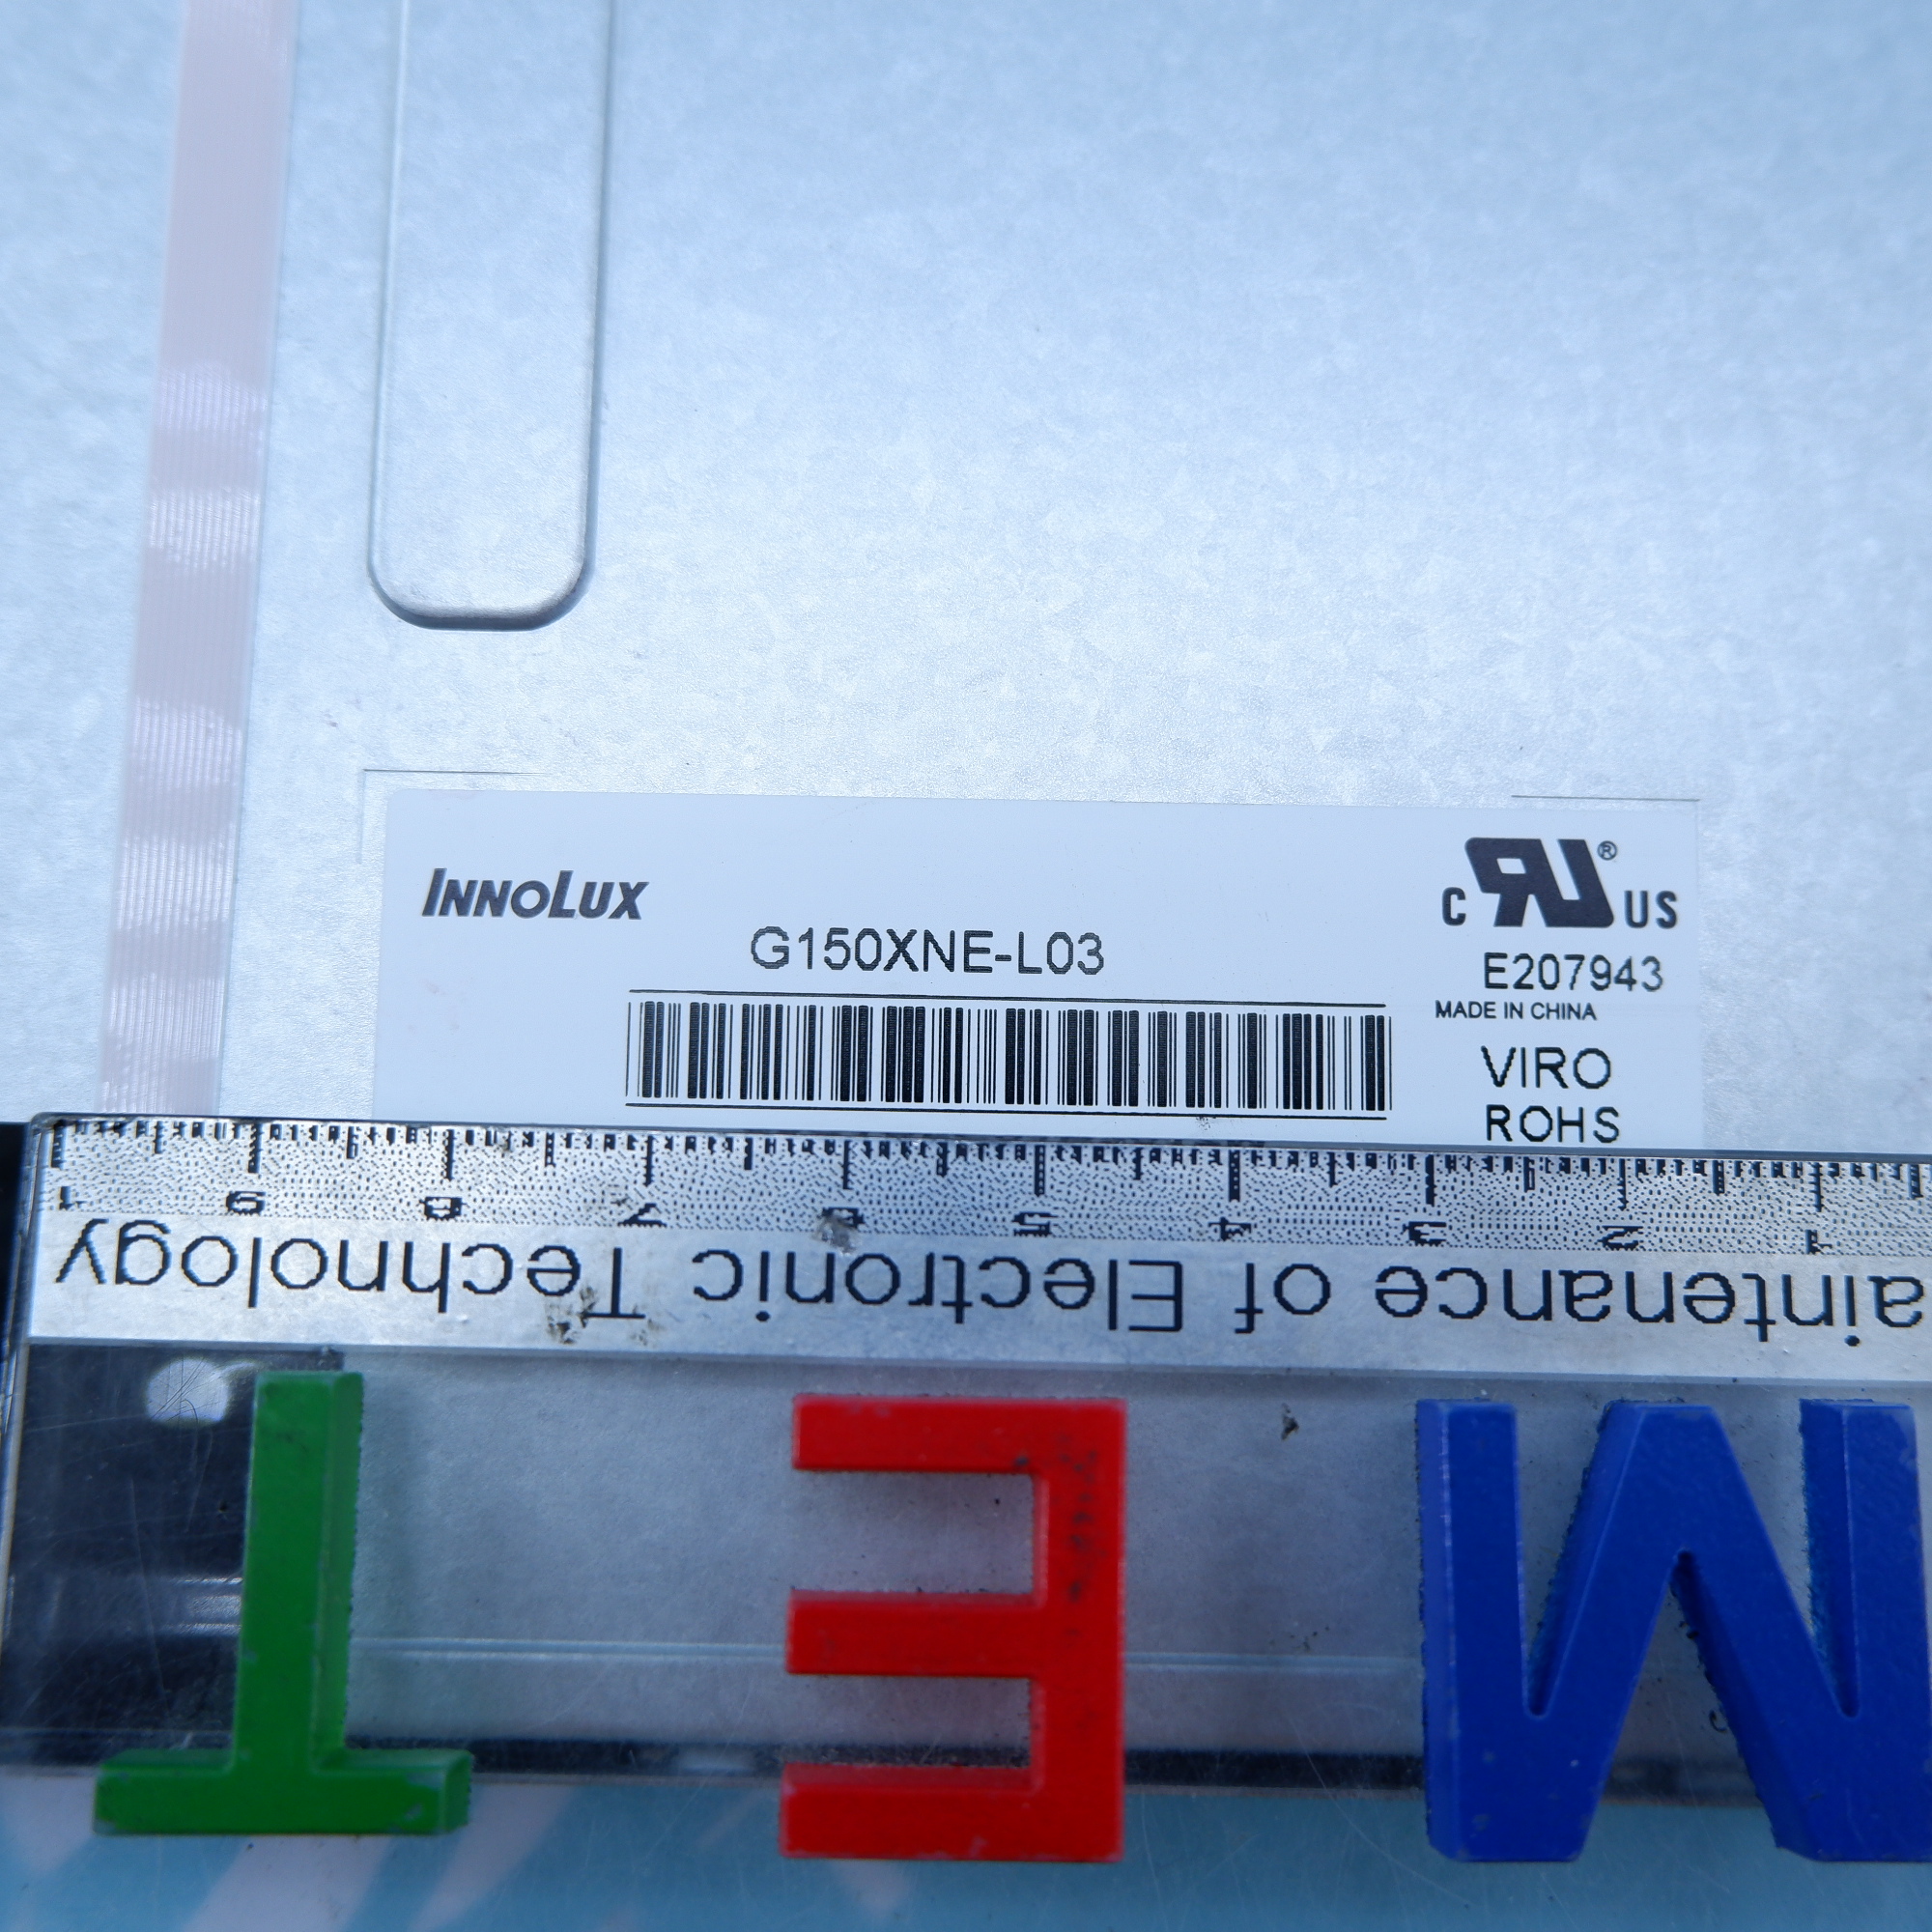 INNOLUX
G150XNE-L03
C RU® US
E207943
MADE IN CHINA
VIRO
ROHS
1 2 3 4 5 6 7 8 9 1
aintenance of Electronic Technology
M E T